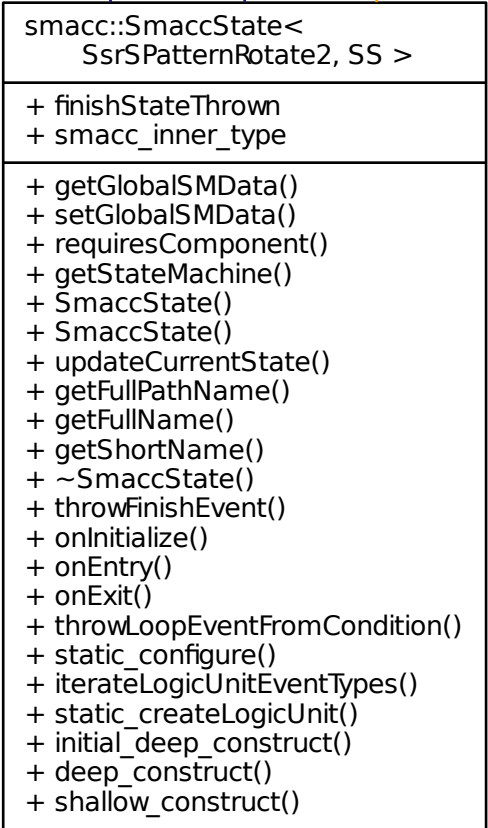 smacc::SmaccState<
SsrSPatternRotate2, SS >
+ finishStateThrown
+ smacc_inner_type
+ getGlobalSMData()
+ setGlobalSMData()
+ requiresComponent()
+ getStateMachine()
+ SmaccState()
+ SmaccState()
+ updateCurrentState()
+ getFullPathName()
+ getFullName()
+ getShortName()
+ ~SmaccState()
+ throwFinishEvent()
+ onInitialize()
+ onEntry()
+ onExit()
+ throwLoopEventFromCondition()
+ static_configure()
+ iterateLogicUnitEventTypes()
+ static_createLogicUnit()
+ initial_deep_construct()
+ deep_construct()
+ shallow_construct()